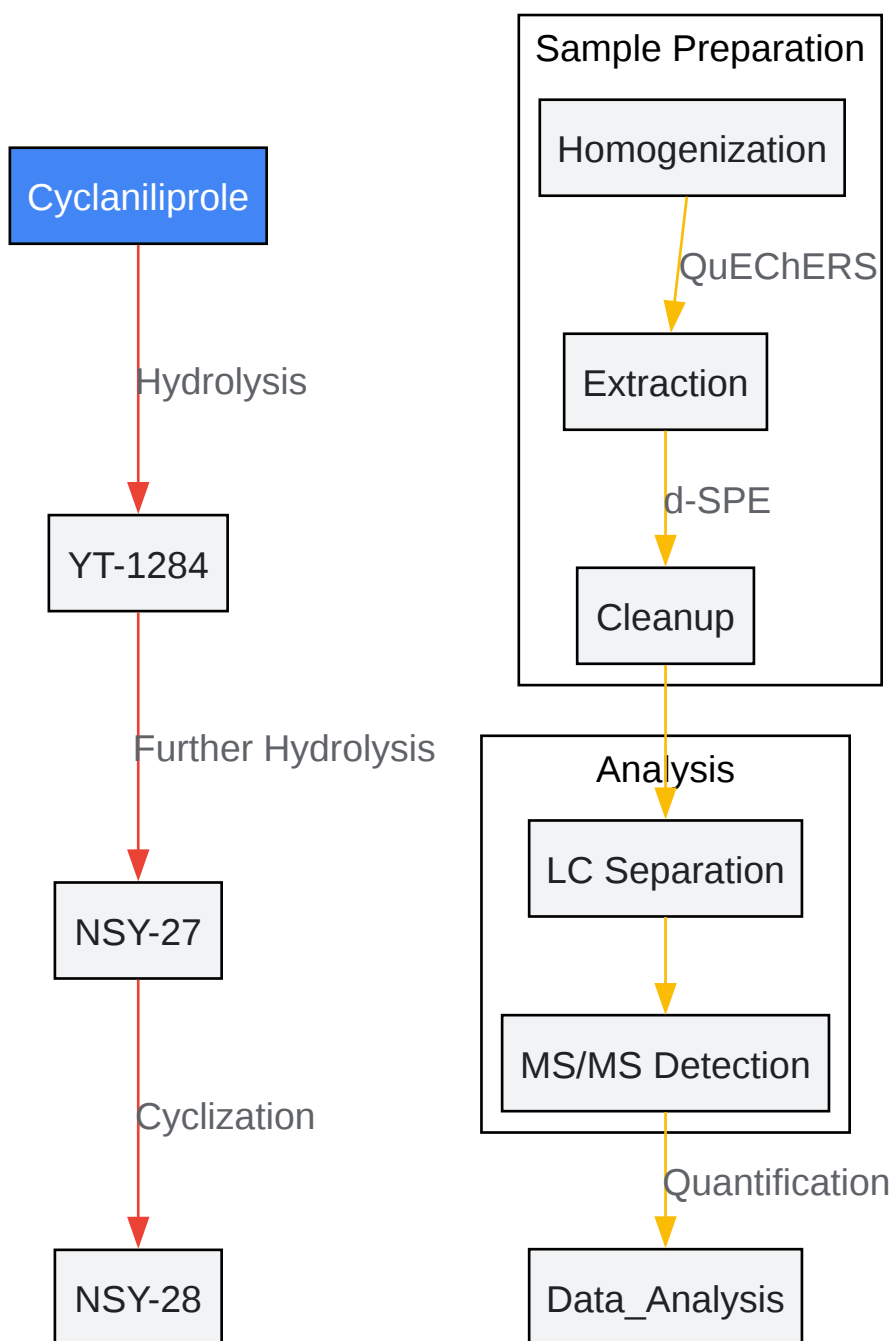 Cyclaniliprole
Hydrolysis
YT-1284
Further Hydrolysis
NSY-27
Cyclization
NSY-28
Sample Preparation
Homogenization
QuEChERS
Extraction
d-SPE
Cleanup
Analysis
LC Separation
MS/MS Detection
Quantification
Data_Analysis